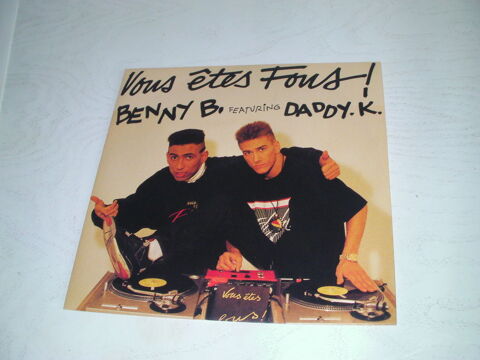 Vous êtes Fous!
BENNY B. FEATURING DADDY.K.
Vous êtes
fous!